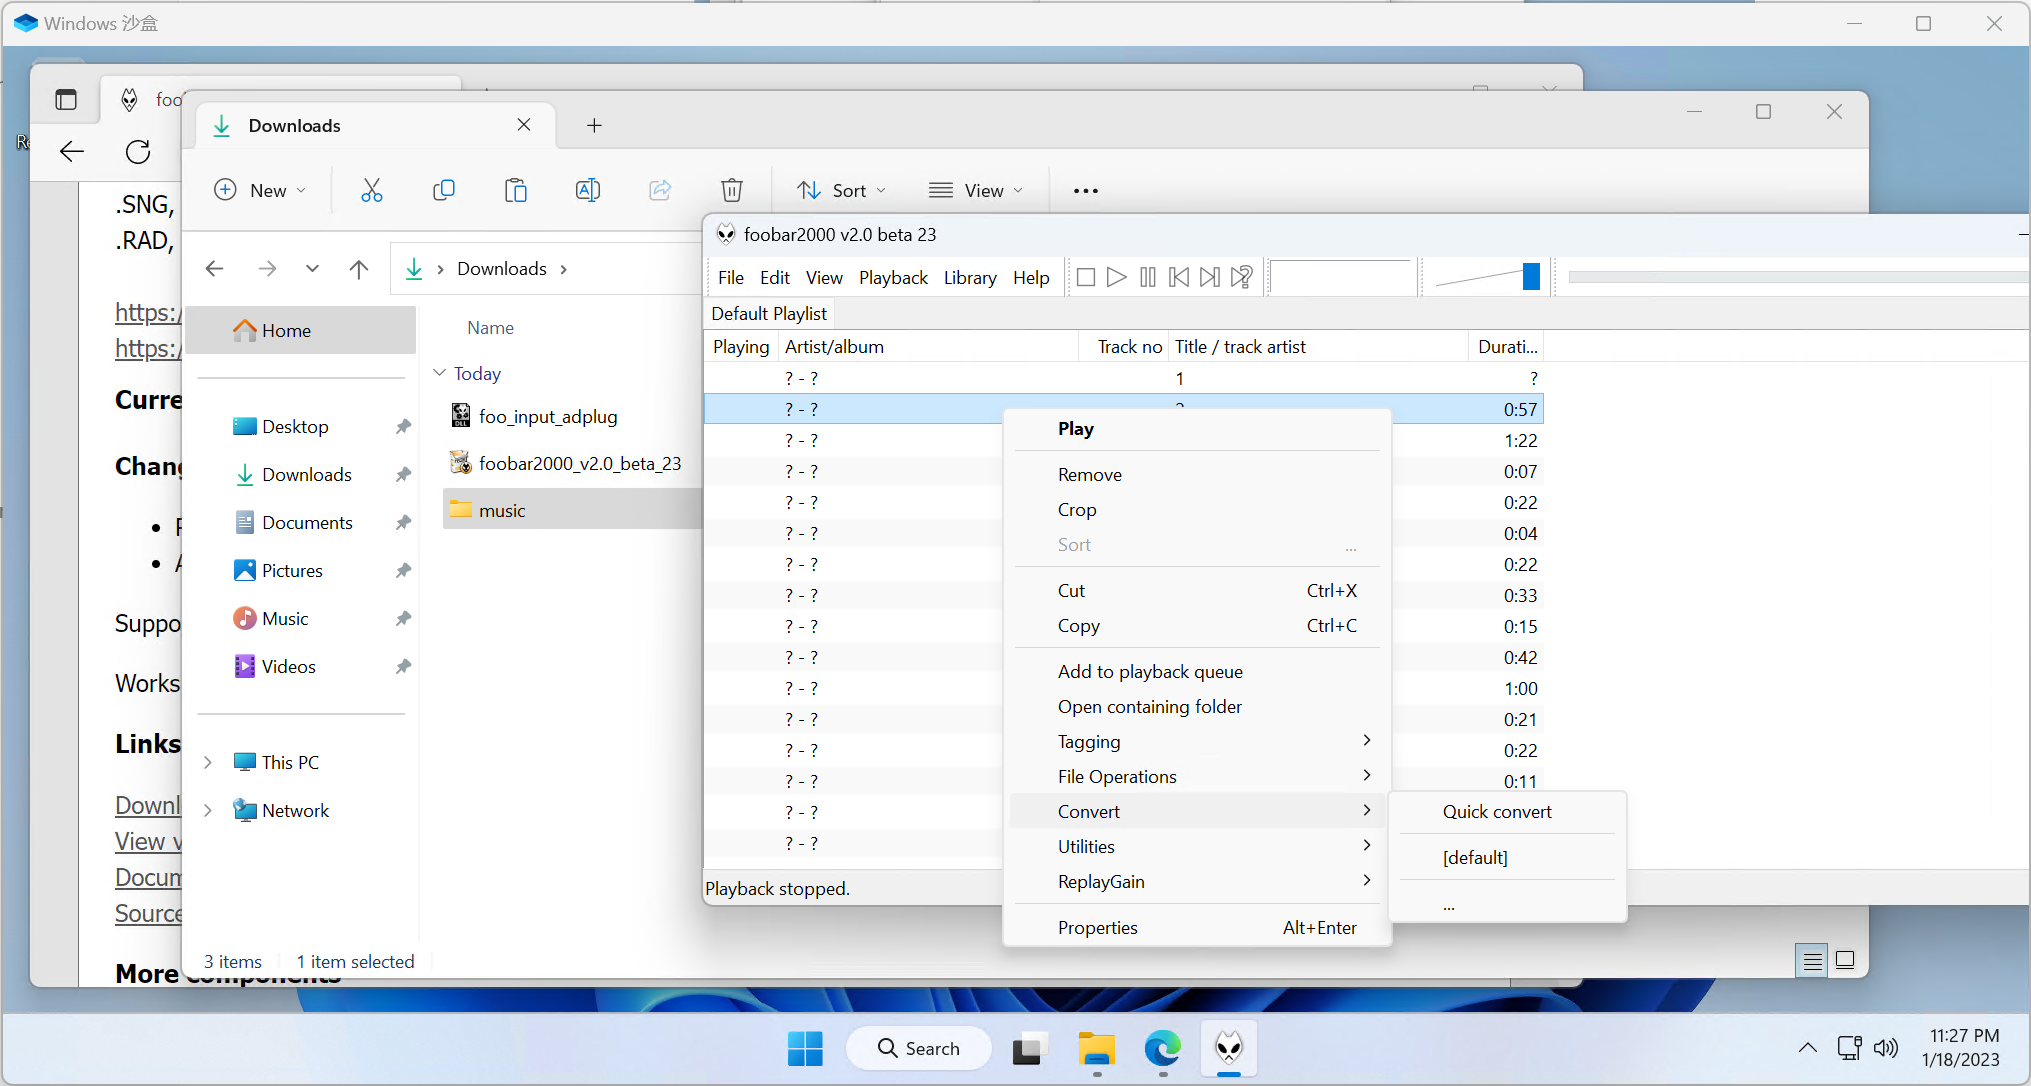 Windows 沙盒
foo
Downloads
New
Sort
View
Downloads
.SNG,
.RAD,
https:/
https:/
Curre
Chang
Suppo
Works
Links
Downl
View v
Docum
Source
More Components
Home
Desktop
Downloads
Documents
Pictures
Music
Videos
This PC
Network
Name
Today
foo_input_adplug
foobar2000_v2.0_beta_23
music
3 items 1 item selected
foobar2000 v2.0 beta 23
File Edit View Playback Library Help
Default Playlist
Playing Artist/album Track no Title / track artist Durati...
? - ? 1 ?
? - ? 0:57
? - ? 1:22
? - ? 0:07
? - ? 0:22
? - ? 0:04
? - ? 0:22
? - ? 0:33
? - ? 0:15
? - ? 0:42
? - ? 1:00
? - ? 0:21
? - ? 0:22
? - ? 0:11
? - ?
? - ?
Playback stopped.
Play
Remove
Crop
Sort ...
Cut Ctrl+X
Copy Ctrl+C
Add to playback queue
Open containing folder
Tagging
File Operations
Convert
Utilities
ReplayGain
Properties Alt+Enter
Quick convert
[default]
...
Search
11:27 PM
1/18/2023